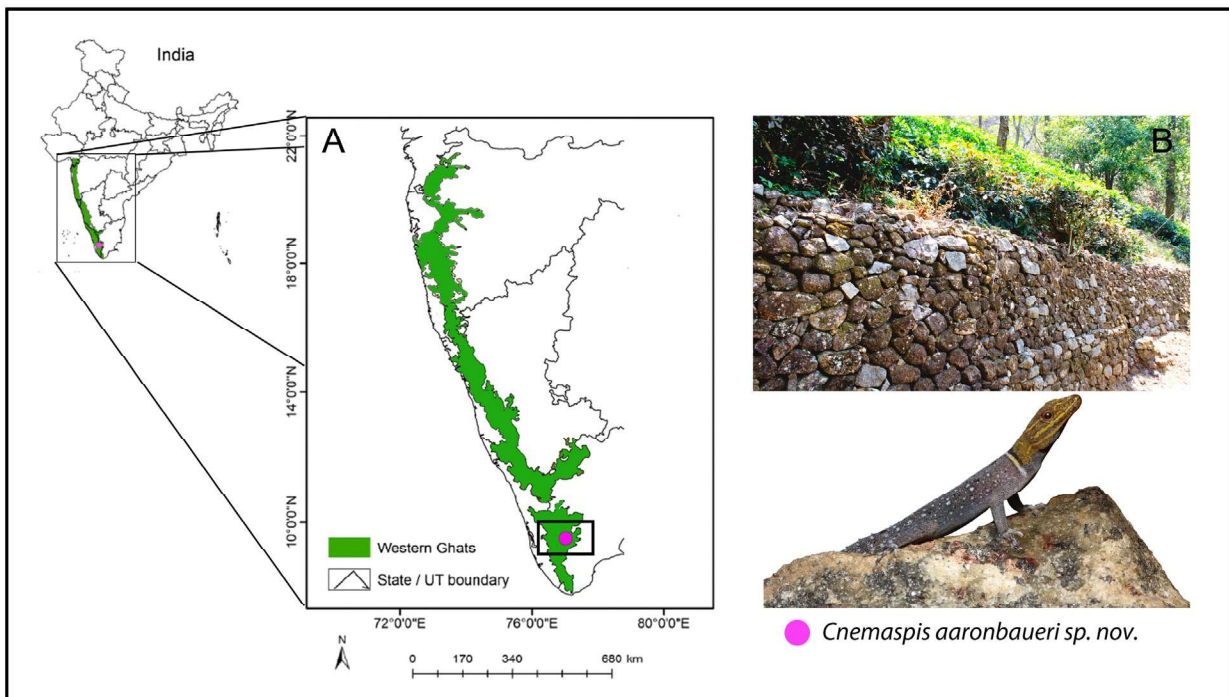 India
A
22°0'0"N
18°0'0"N
14°0'0"N
10°0'0"N
Western Ghats
State / UT boundary
72°0'0"E
76°0'0"E
80°0'0"E
N
0 170 340 680 km
B
Cnemaspis aaronbaueri sp. nov.